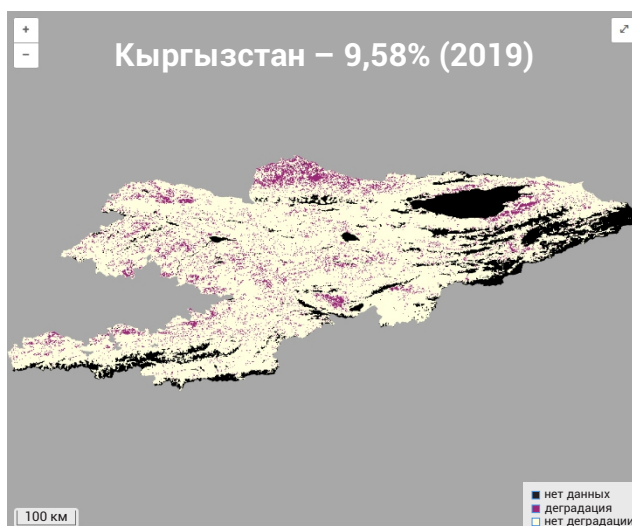 +
Кыргызстан – 9,58% (2019)
−
100 км
нет данных
деградация
нет деградации